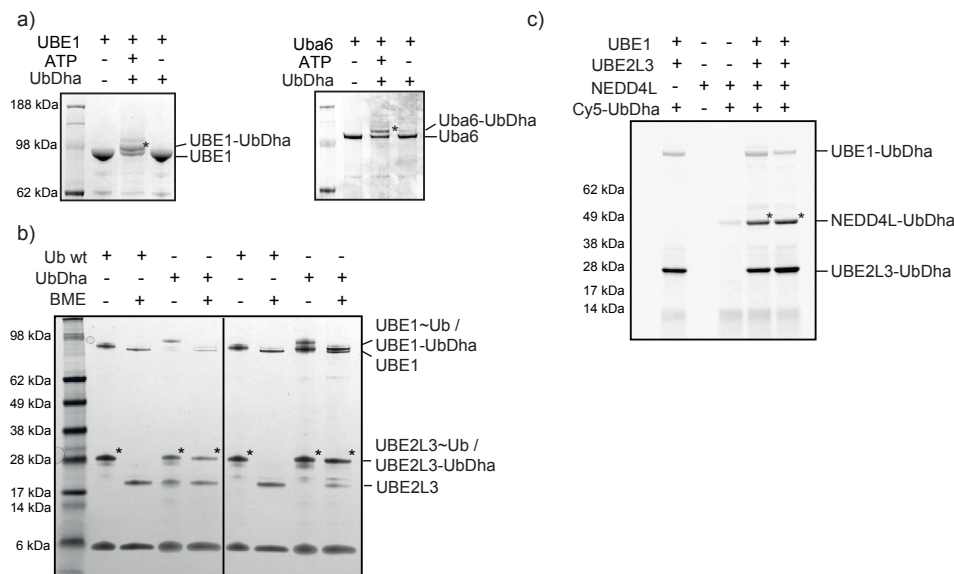 a)
UBE1 + + +
ATP - + -
UbDha - + +
188 kDa
98 kDa
62 kDa
*
UBE1-UbDha
UBE1
Uba6 + + +
ATP - + -
UbDha - + +
*
Uba6-UbDha
Uba6
b)
Ub wt + + - - + + - -
UbDha - - + + - - + +
BME - + - + - + - +
98 kDa
62 kDa
49 kDa
38 kDa
28 kDa
17 kDa
14 kDa
6 kDa
* * * * * *
UBE1~Ub /
UBE1-UbDha
UBE1
UBE2L3~Ub /
UBE2L3-UbDha
UBE2L3
c)
UBE1 + - - + +
UBE2L3 + - - + +
NEDD4L - + + + +
Cy5-UbDha + - + + +
62 kDa
49 kDa
38 kDa
28 kDa
17 kDa
14 kDa
* *
UBE1-UbDha
NEDD4L-UbDha
UBE2L3-UbDha